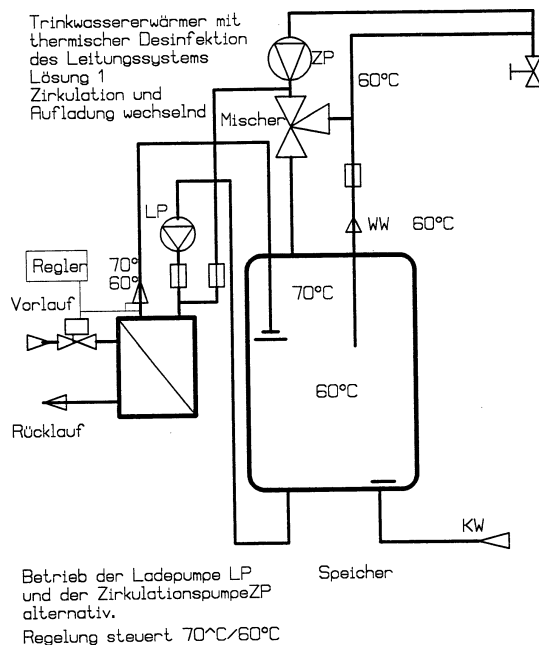 Trinkwassererwärmer mit
thermischer Desinfektion
des Leitungssystems
Lösung 1
Zirkulation und
Aufladung wechselnd
ZP
60°C
Mischer
LP
WW 60°C
Regler
70°
60°
70°C
Vorlauf
60°C
Rücklauf
KW
Speicher
Betrieb der Ladepumpe LP
und der ZirkulationspumpeZP
alternativ.
Regelung steuert 70^C/60°C